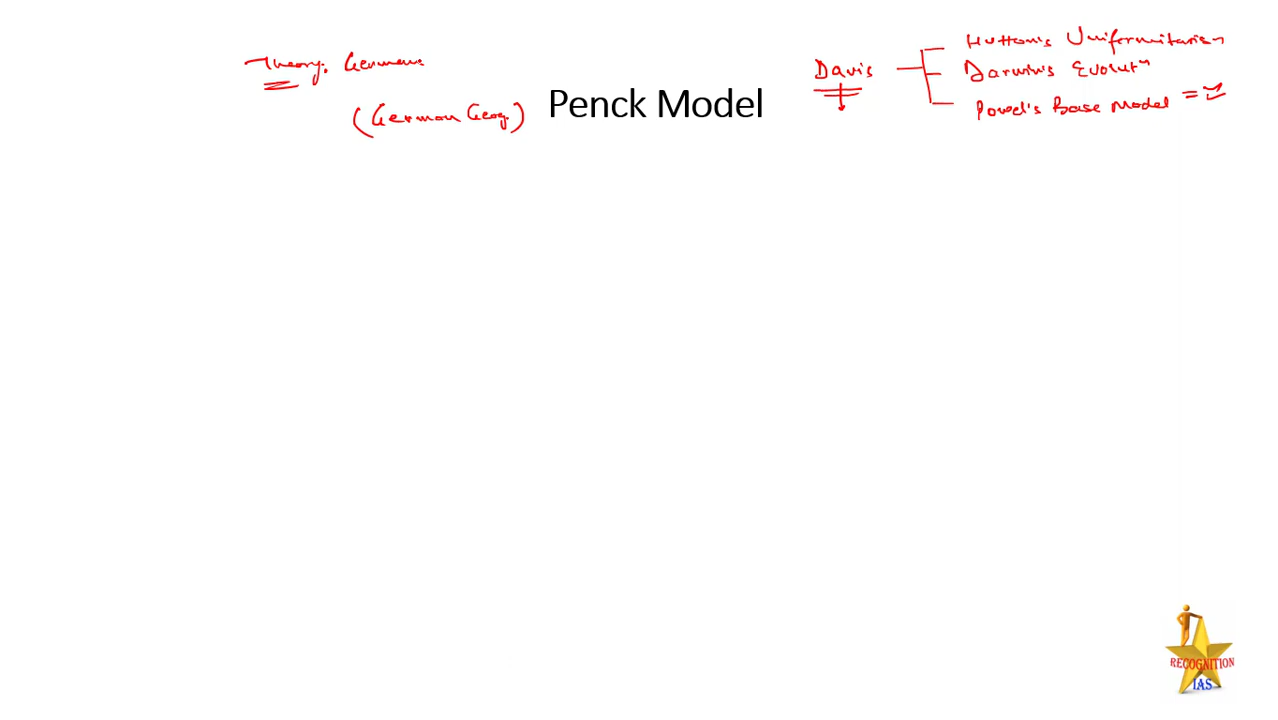 Theory. Germans
(German Geog.)
Penck Model
Davis
Hutton's Uniformitarian
Darwin's Evolutn
Powel's Base Model =
RECOGNITION
IAS